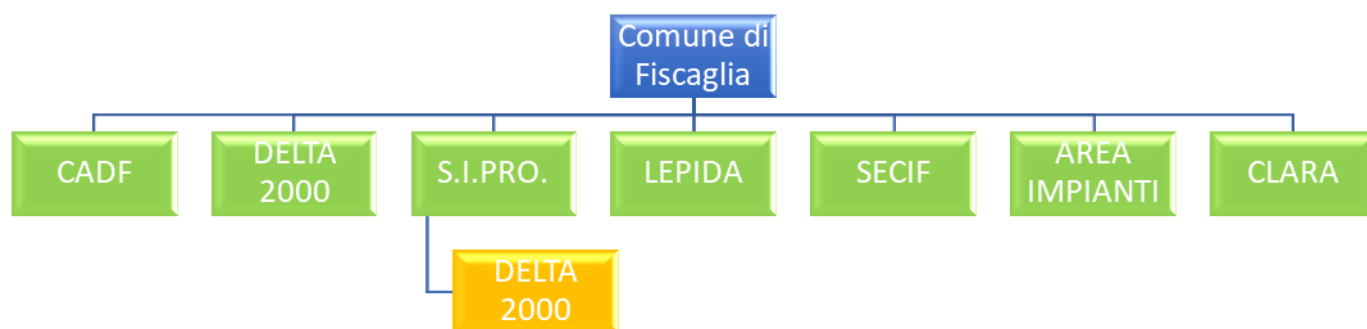 Comune di
Fiscaglia
CADF
DELTA
2000
S.I.PRO.
LEPIDA
SECIF
AREA
IMPIANTI
CLARA
DELTA
2000